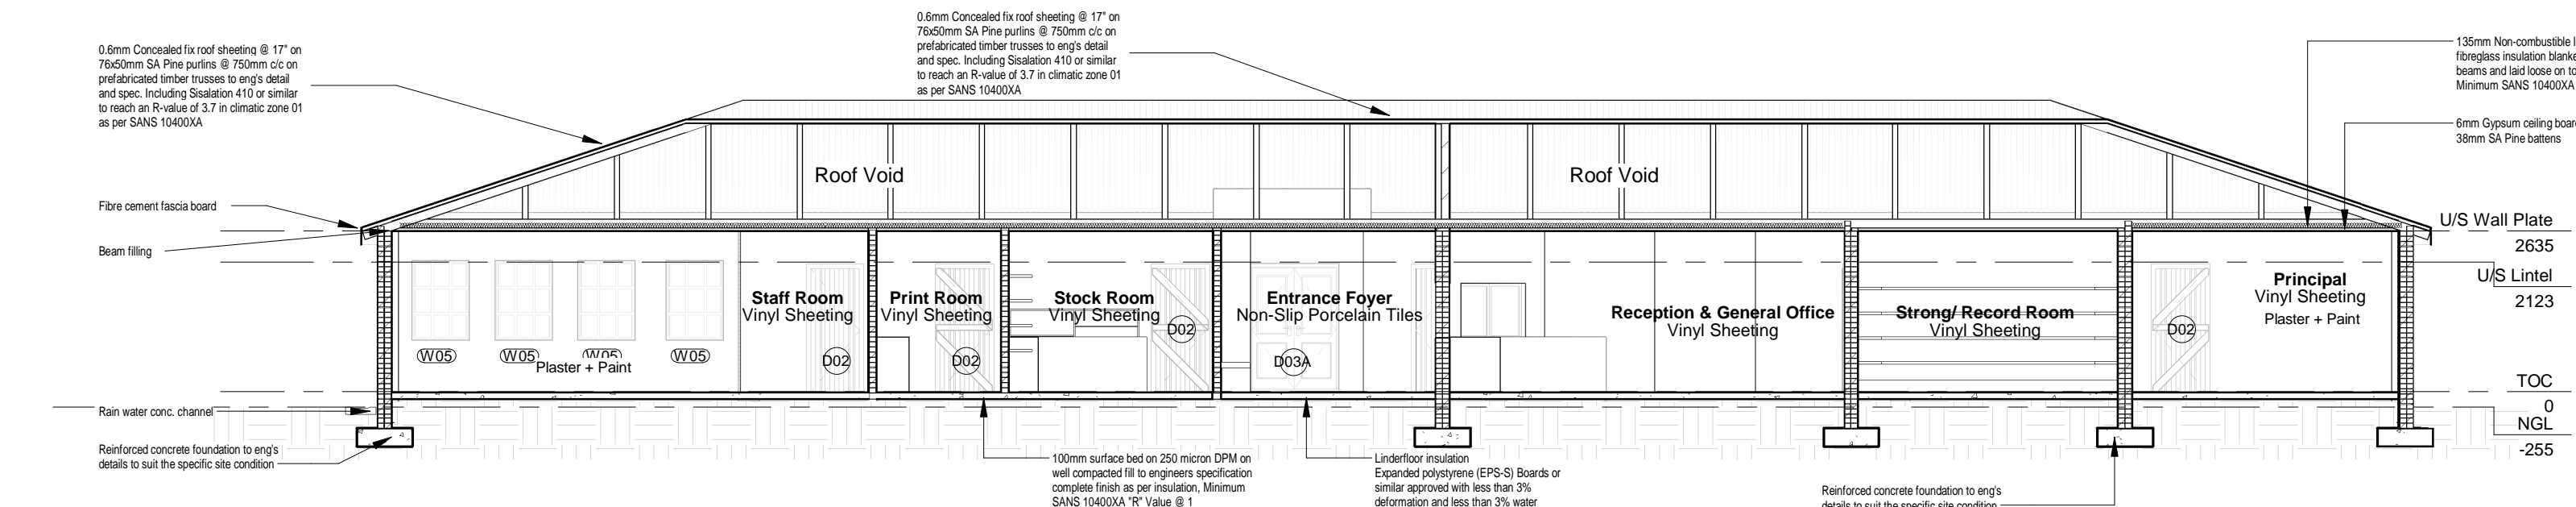 0.6mm Concealed fix roof sheeting @ 17" on
76x50mm SA Pine purlins @ 750mm c/c on
prefabricated timber trusses to eng's detail
and spec. Including Sisalation 410 or similar
to reach an R-value of 3.7 in climatic zone 01
as per SANS 10400XA
0.6mm Concealed fix roof sheeting @ 17" on
76x50mm SA Pine purlins @ 750mm c/c on
prefabricated timber trusses to eng's detail
and spec. Including Sisalation 410 or similar
to reach an R-value of 3.7 in climatic zone 01
as per SANS 10400XA
135mm Non-combustible
fibreglass insulation
beams and laid loose on
Minimum SANS 10400XA
6mm Gypsum ceiling
38mm SA Pine battens
Roof Void
Roof Void
Fibre cement fascia board
Beam filling
U/S Wall Plate
2635
U/S Lintel
2123
Staff Room
Vinyl Sheeting
Print Room
Vinyl Sheeting
Stock Room
Vinyl Sheeting
Entrance Foyer
Non-Slip Porcelain Tiles
Reception & General Office
Vinyl Sheeting
Strong/ Record Room
Vinyl Sheeting
Principal
Vinyl Sheeting
Plaster + Paint
W05
W05
W05
W05
Plaster + Paint
D02
D02
D02
D03A
D02
TOC
0
NGL
-255
Rain water conc. channel
Reinforced concrete foundation to eng's
details to suit the specific site condition
100mm surface bed on 250 micron DPM on
well compacted fill to engineers specification
complete finish as per insulation, Minimum
SANS 10400XA "R" Value @ 1
Linderfloor insulation
Expanded polystyrene (EPS-S) Boards or
similar approved with less than 3%
deformation and less than 3% water
Reinforced concrete foundation to eng's
details to suit the specific site condition